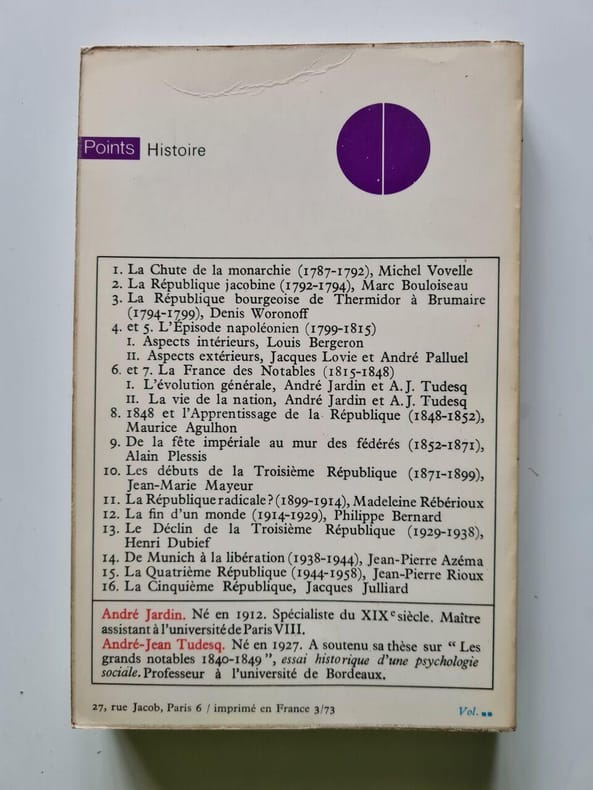 Points Histoire
1. La Chute de la monarchie (1787-1792), Michel Vovelle
2. La République jacobine (1792-1794), Marc Bouloiseau
3. La République bourgeoise de Thermidor à Brumaire
(1794-1799), Denis Woronoff
4. et 5. L'Épisode napoléonien (1799-1815)
I. Aspects intérieurs, Louis Bergeron
II. Aspects extérieurs, Jacques Lovie et André Palluel
6. et 7. La France des Notables (1815-1848)
I. L'évolution générale, André Jardin et A.J. Tudesq
II. La vie de la nation, André Jardin et A.J. Tudesq
8. 1848 et l'Apprentissage de la République (1848-1852),
Maurice Agulhon
9. De la fête impériale au mur des fédérés (1852-1871),
Alain Plessis
10. Les débuts de la Troisième République (1871-1899),
Jean-Marie Mayeur
11. La République radicale? (1899-1914), Madeleine Rébérioux
12. La fin d'un monde (1914-1929), Philippe Bernard
13. Le Déclin de la Troisième République (1929-1938),
Henri Dubief
14. De Munich à la libération (1938-1944), Jean-Pierre Azéma
15. La Quatrième République (1944-1958), Jean-Pierre Rioux
16. La Cinquième République, Jacques Julliard
André Jardin. Né en 1912. Spécialiste du XIXe siècle. Maître
assistant à l'université de Paris VIII.
André-Jean Tudesq. Né en 1927. A soutenu sa thèse sur “ Les
grands notables 1840-1849 ”, essai historique d'une psychologie
sociale. Professeur à l'université de Bordeaux.
27, rue Jacob, Paris 6 / imprimé en France 3/73 Vol. ▪▪